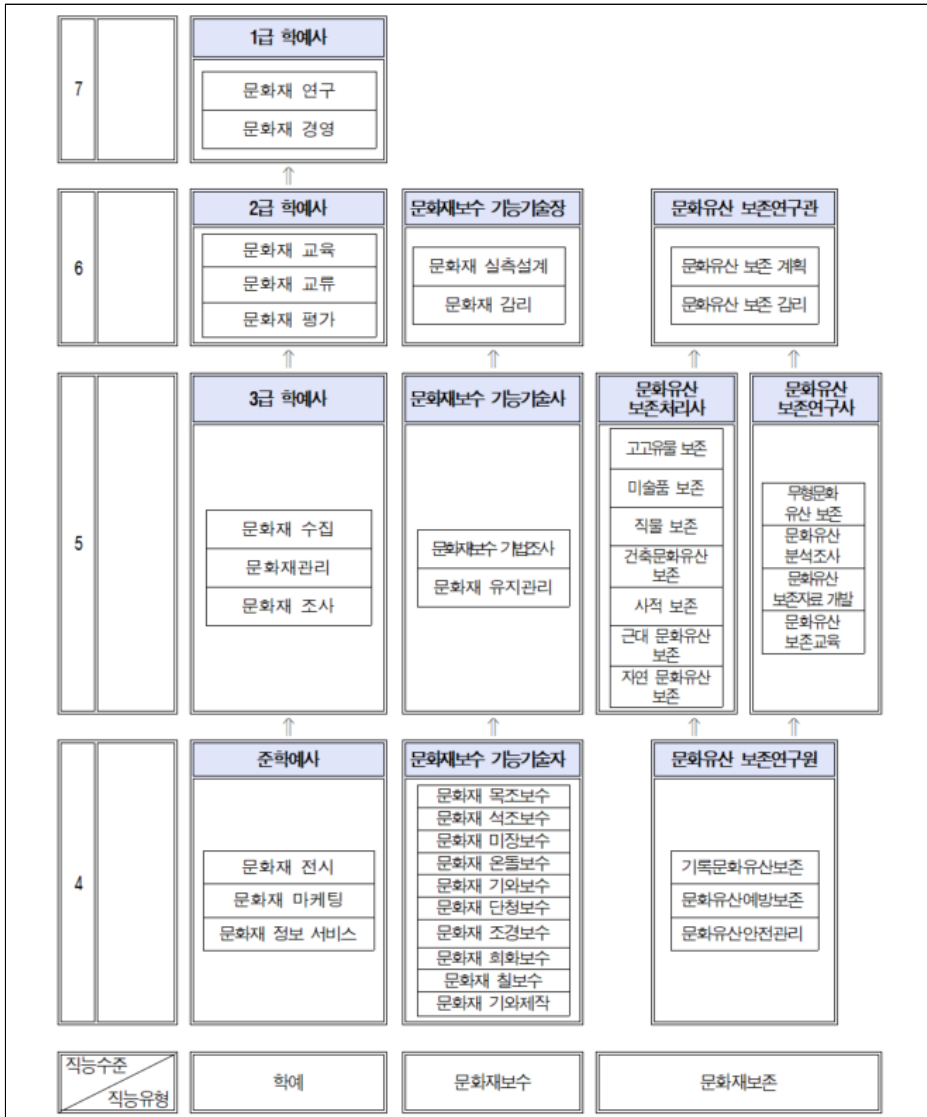 7
1급 학예사
문화재 연구
문화재 경영
⇑
6
2급 학예사
문화재 교육
문화재 교류
문화재 평가
문화재보수 기능기술장
문화재 실측설계
문화재 감리
문화유산 보존연구관
문화유산 보존 계획
문화유산 보존 감리
⇑ ⇑ ⇑ ⇑
5
3급 학예사
문화재 수집
문화재관리
문화재 조사
문화재보수 기능기술사
문화재보수 기법조사
문화재 유지관리
문화유산
보존처리사
고고유물 보존
미술품 보존
직물 보존
건축문화유산
보존
사적 보존
근대 문화유산
보존
자연 문화유산
보존
문화유산
보존연구사
무형문화
유산 보존
문화유산
분석조사
문화유산
보존자료 개발
문화유산
보존교육
⇑ ⇑ ⇑ ⇑
4
준학예사
문화재 전시
문화재 마케팅
문화재 정보 서비스
문화재보수 기능기술자
문화재 목조보수
문화재 석조보수
문화재 미장보수
문화재 온돌보수
문화재 기와보수
문화재 단청보수
문화재 조경보수
문화재 희화보수
문화재 칠보수
문화재 기와제작
문화유산 보존연구원
기록문화유산보존
문화유산예방보존
문화유산안전관리
직능수준
직능유형
학예
문화재보수
문화재보존